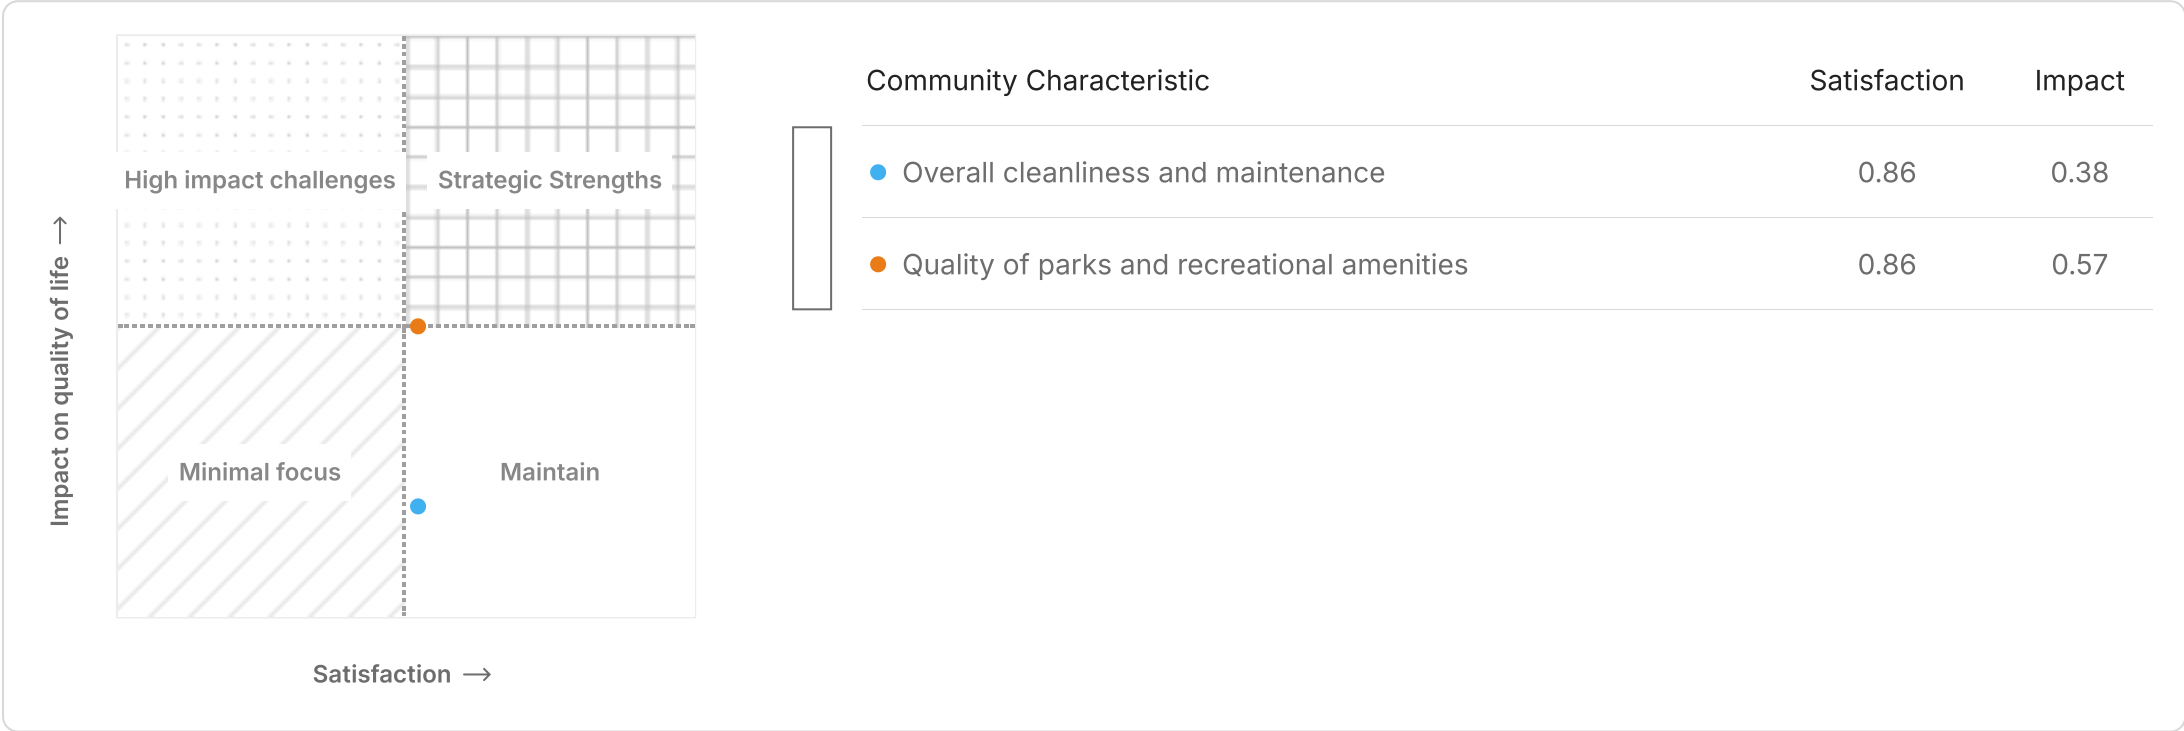 High impact challenges
Strategic Strengths
Minimal focus
Maintain
Impact on quality of life →
Satisfaction →
Community Characteristic Satisfaction Impact
Overall cleanliness and maintenance 0.86 0.38
Quality of parks and recreational amenities 0.86 0.57